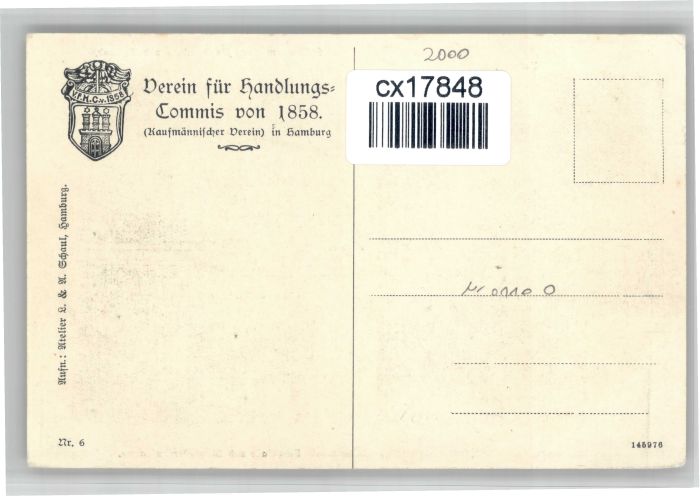 V.F.H.C.v.1858.
Verein für Handlungs-
Commis von 1858.
(Kaufmännischer Verein) in Hamburg
2000
cx17848
Aufn.: Atelier L. & A. Schaul, Hamburg.
Nr. 6
145976